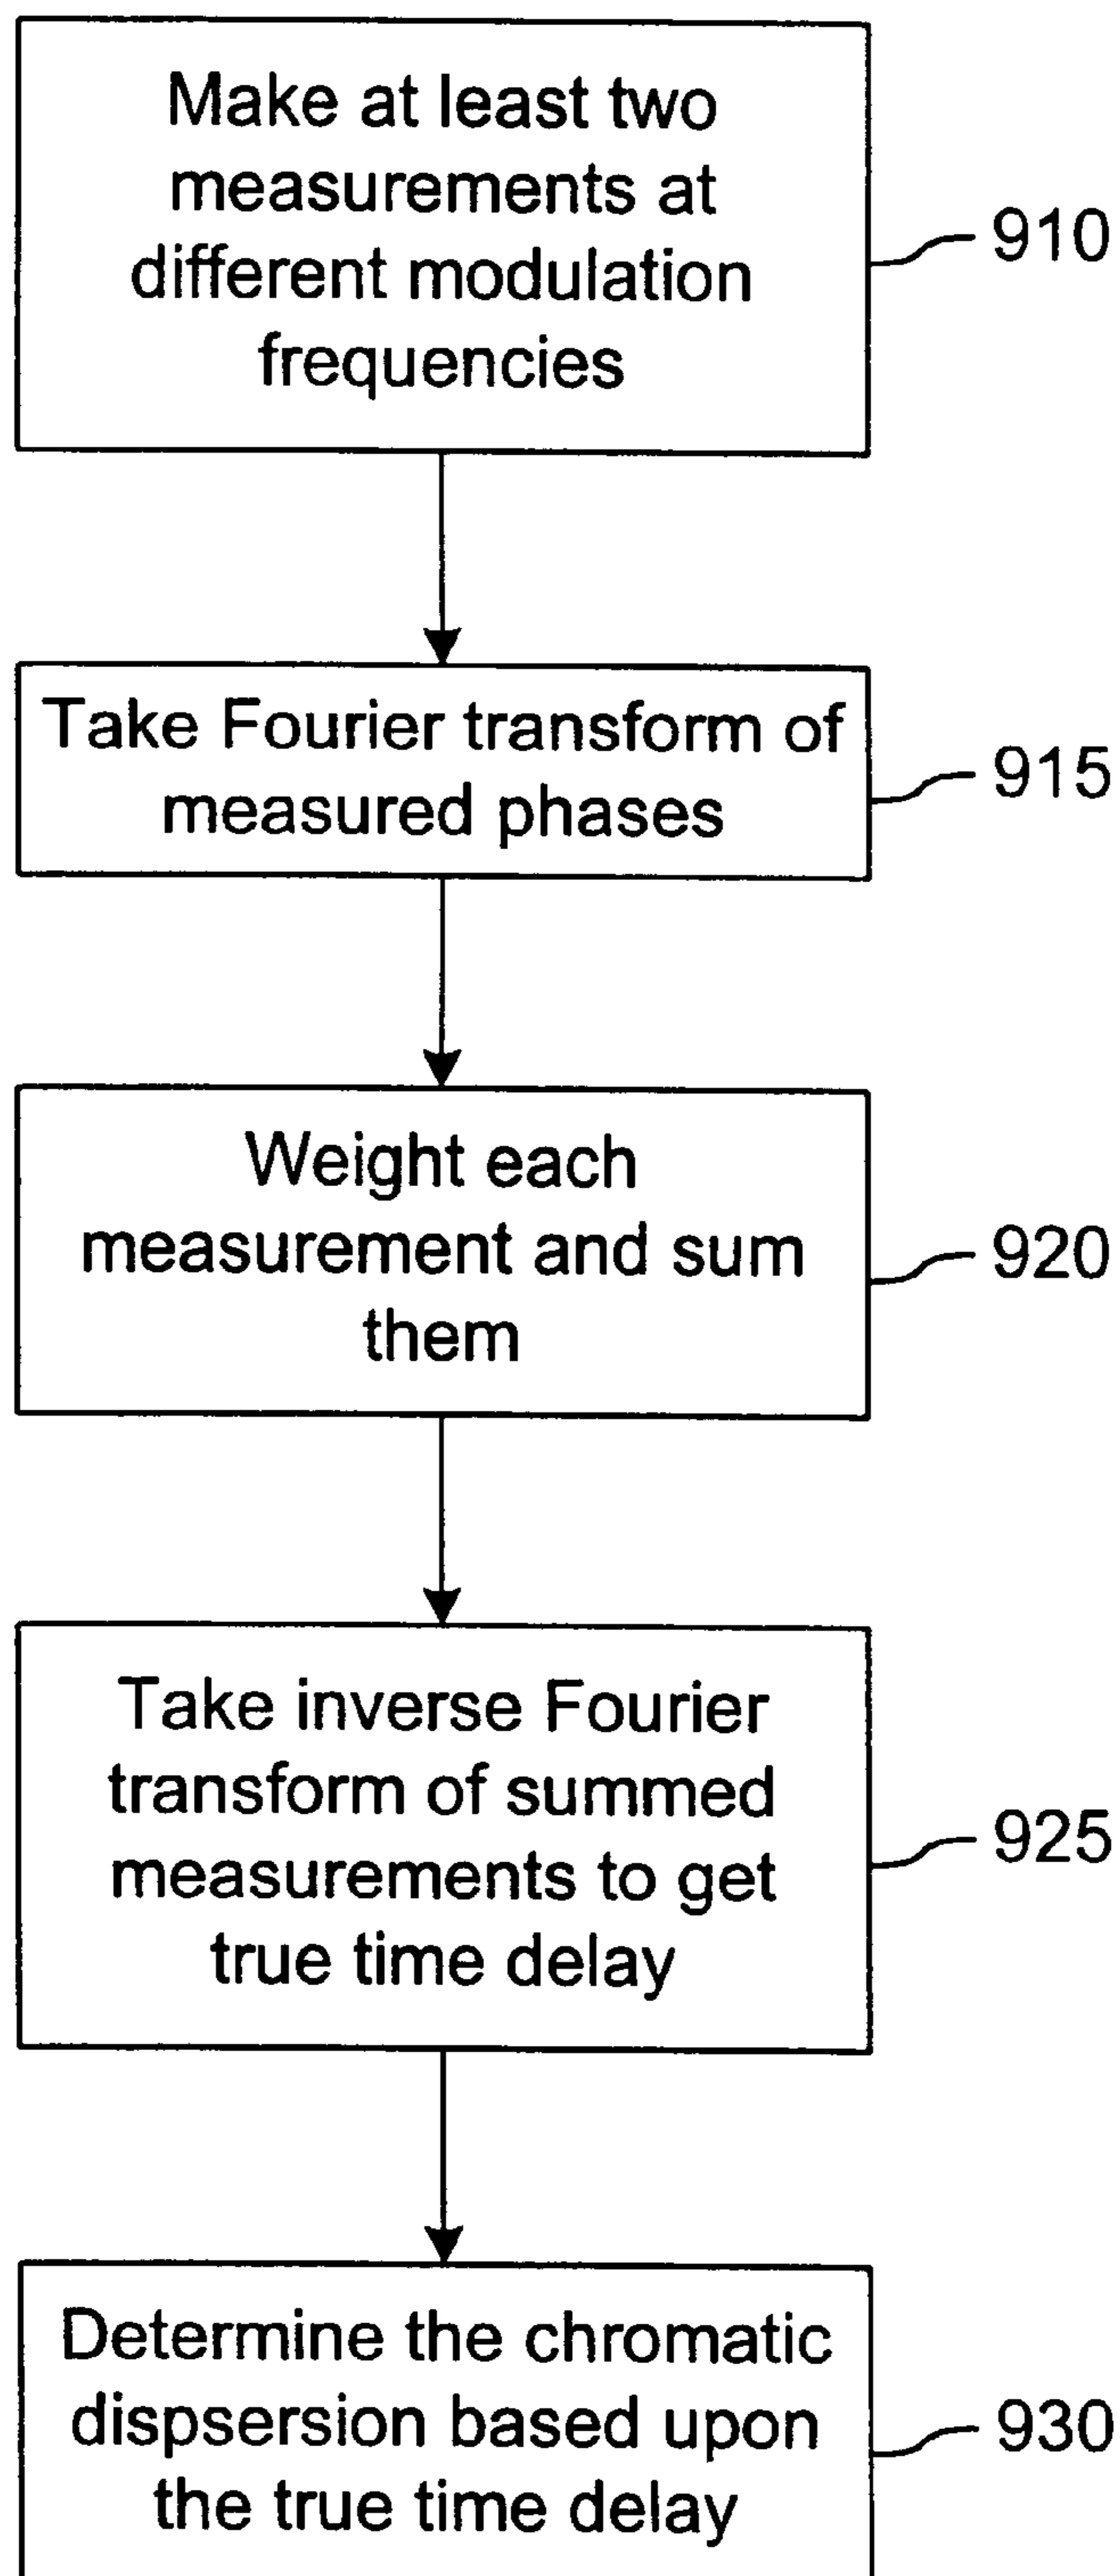 Make at least two
measurements at
different modulation
frequencies
910
Take Fourier transform of
measured phases
915
Weight each
measurement and sum
them
920
Take inverse Fourier
transform of summed
measurements to get
true time delay
925
Determine the chromatic
dispsersion based upon
the true time delay
930